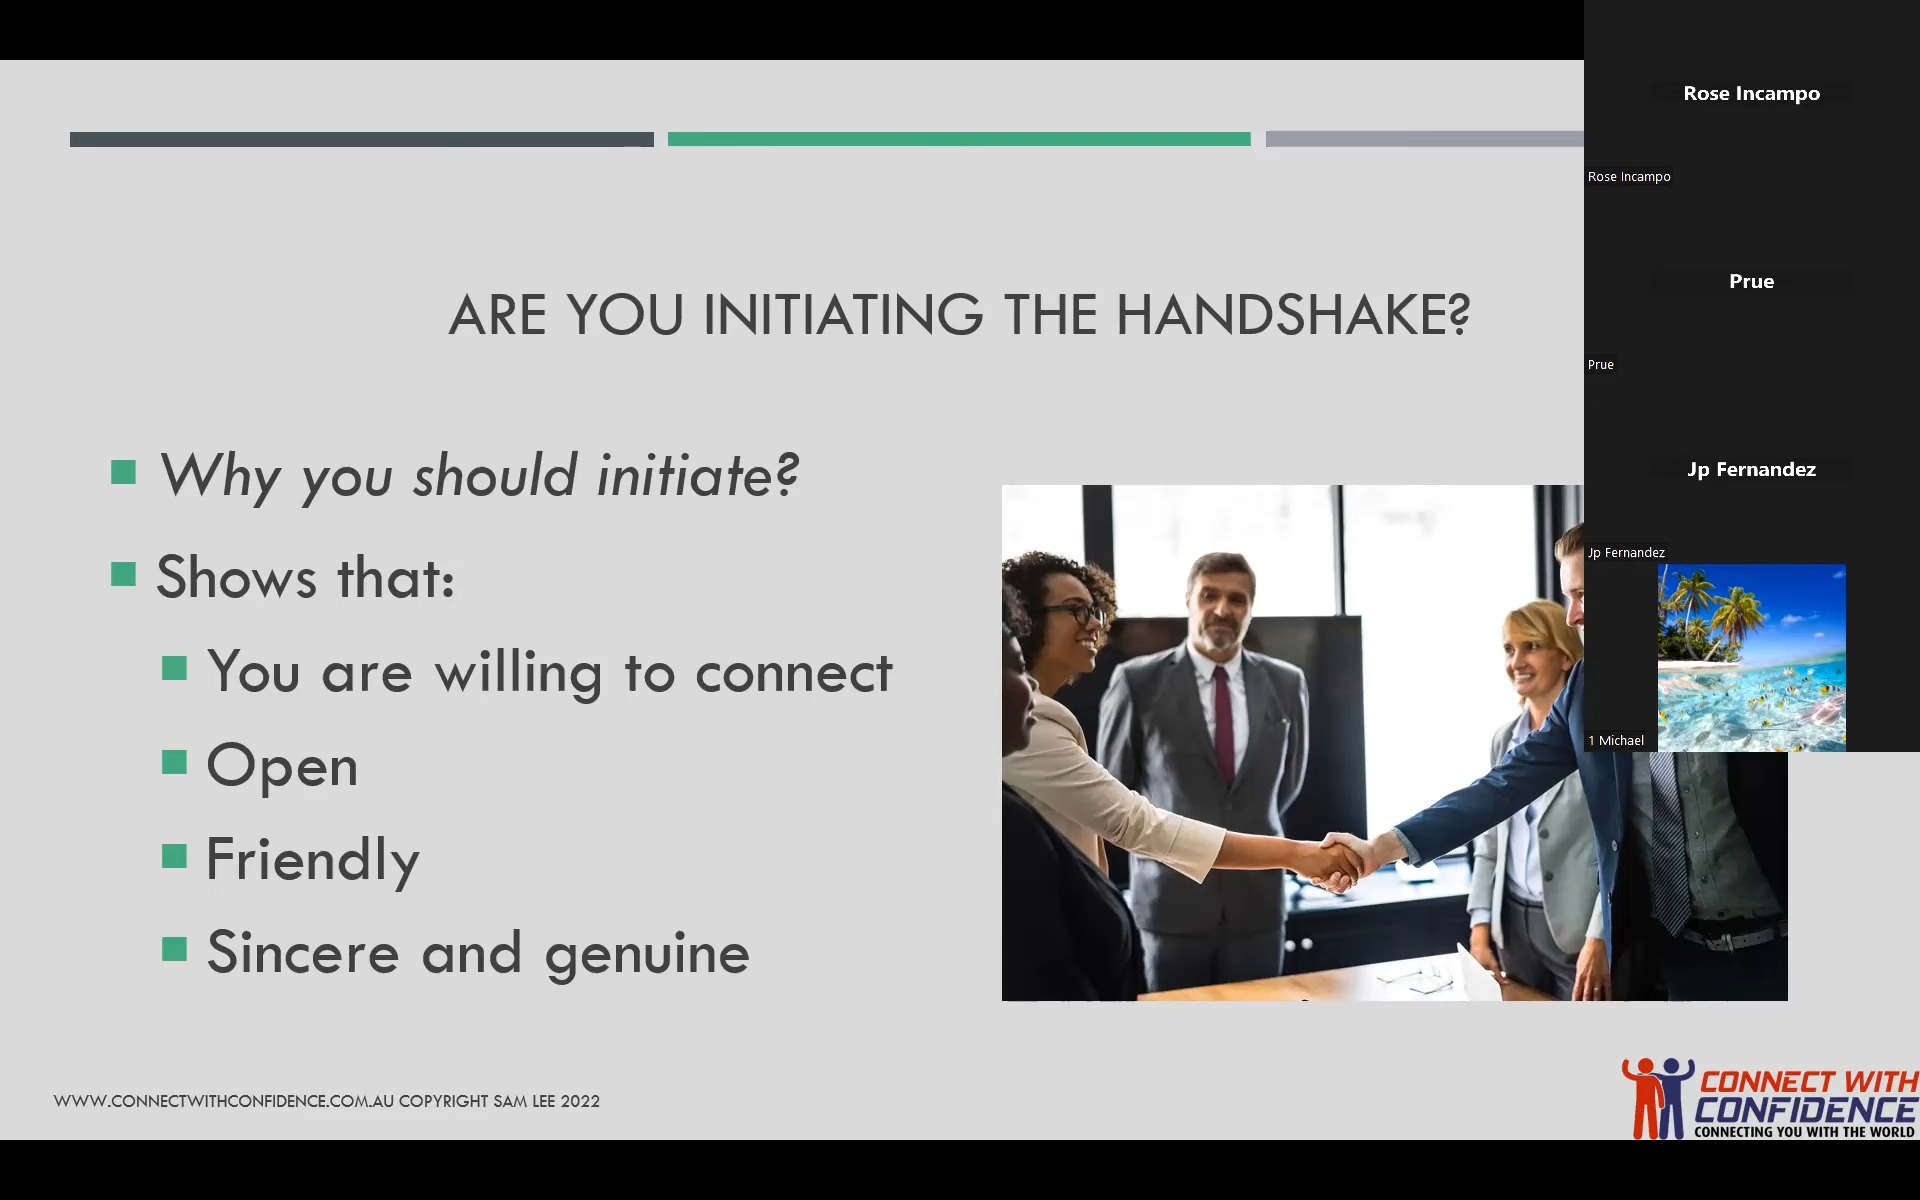 ARE YOU INITIATING THE HANDSHAKE?
Why you should initiate?
Shows that:
You are willing to connect
Open
Friendly
Sincere and genuine
WWW.CONNECTWITHCONFIDENCE.COM.AU COPYRIGHT SAM LEE 2022
CONNECT WITH
CONFIDENCE
CONNECTING YOU WITH THE WORLD
Rose Incampo
Rose Incampo
Prue
Prue
Jp Fernandez
Jp Fernandez
1 Michael